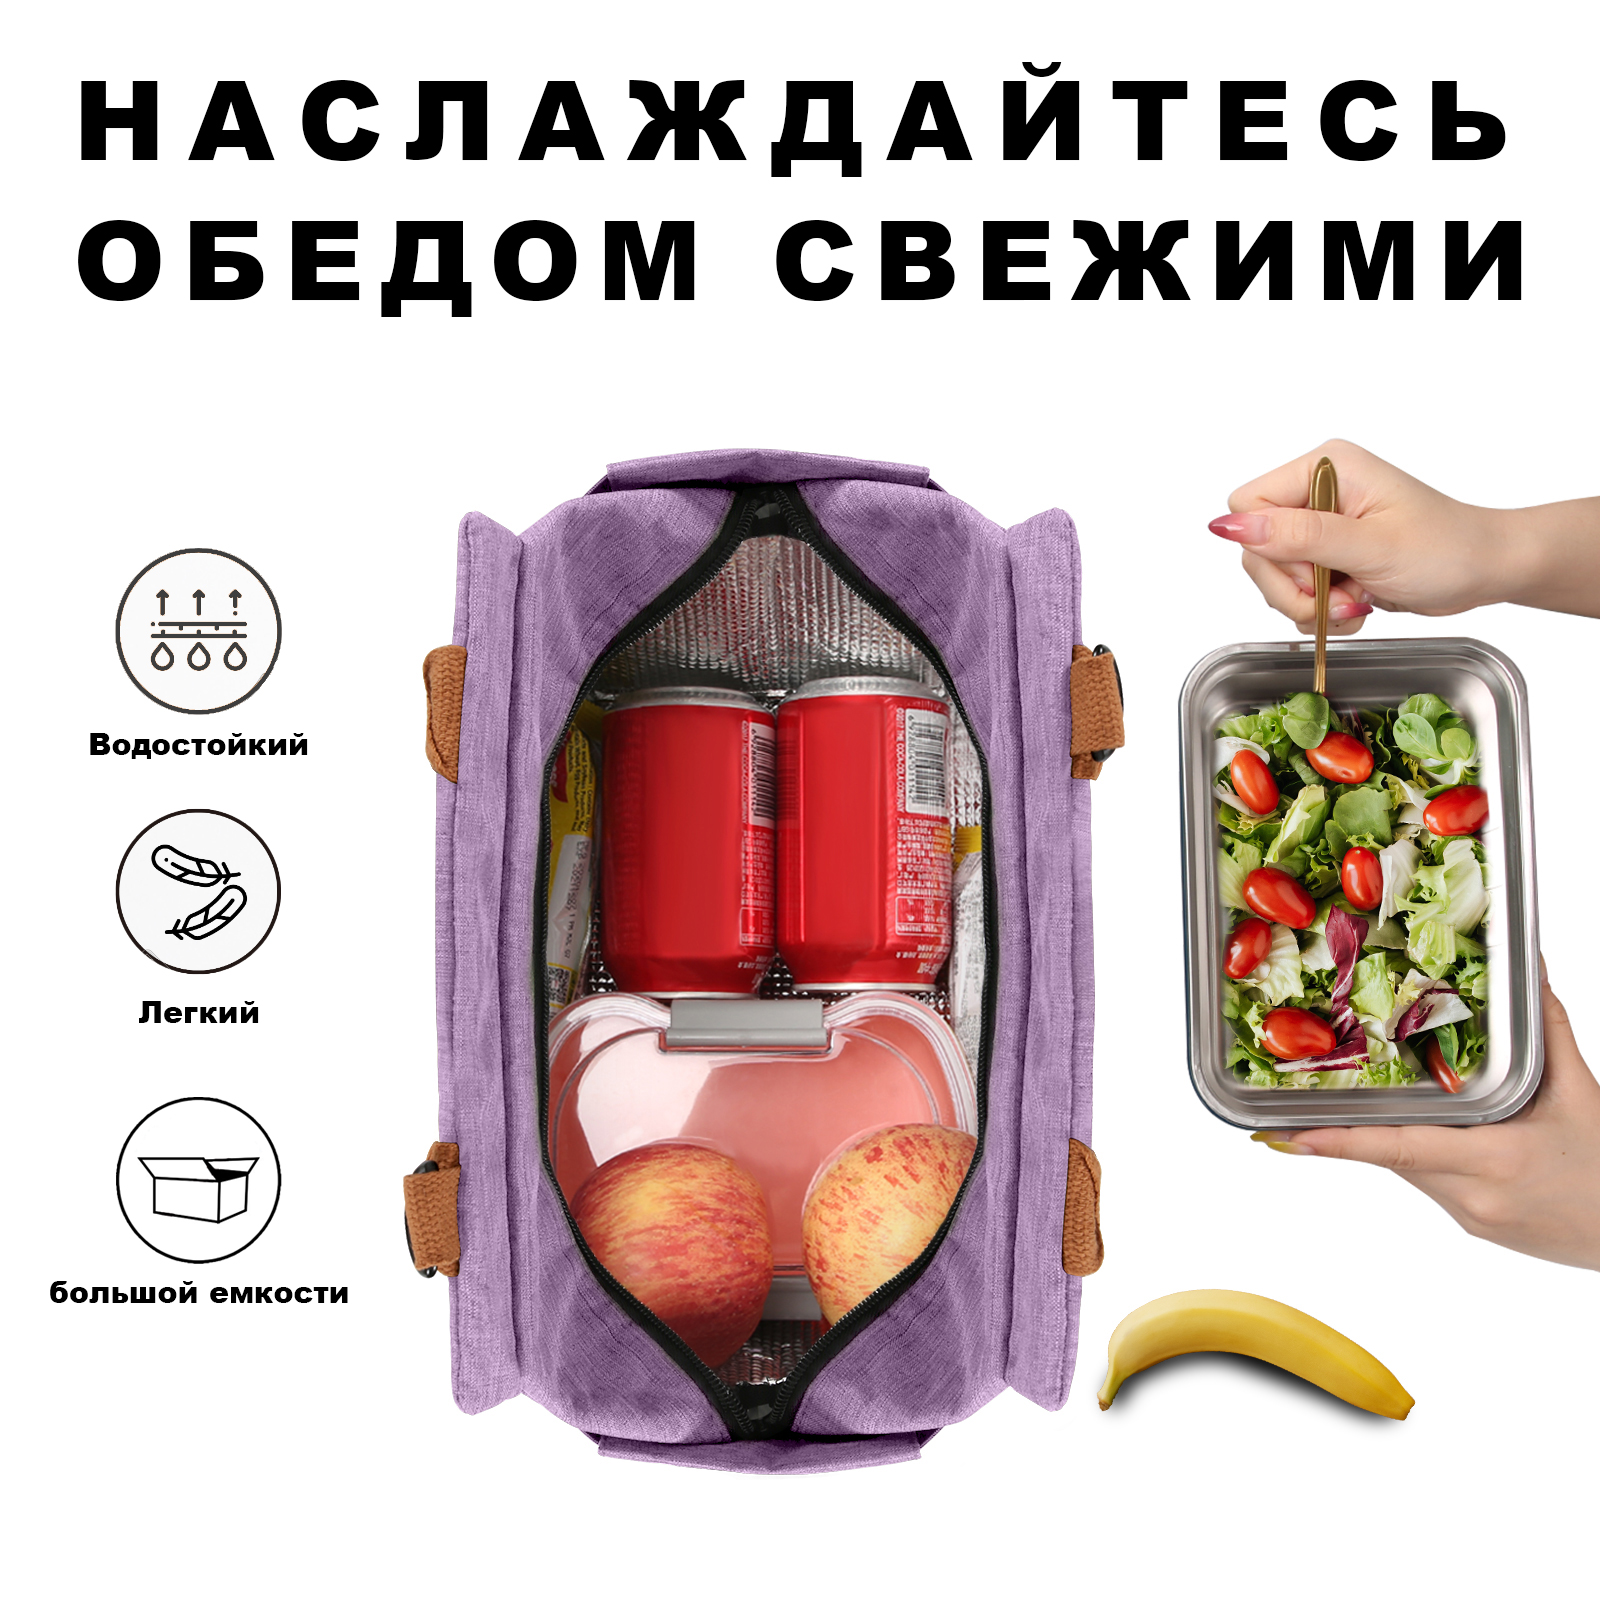 НАСЛАЖДАЙТЕСЬ
ОБЕДОМ СВЕЖИМИ
Водостойкий
Легкий
большой емкости